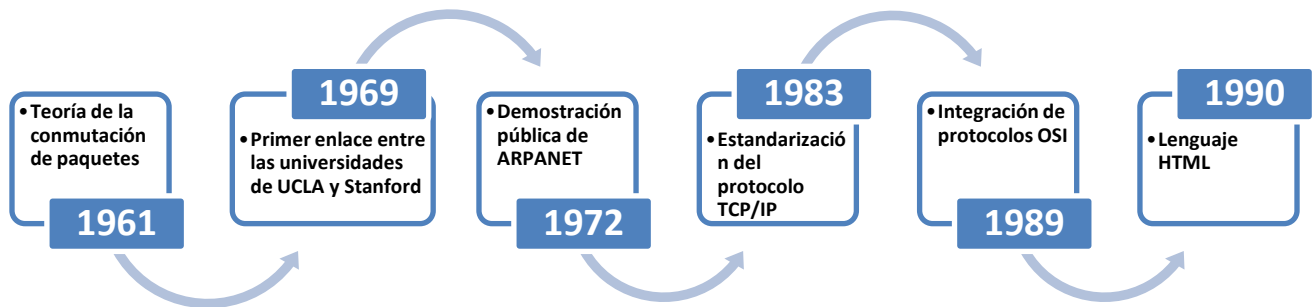 • Teoría de la
conmutación
de paquetes
1961
1969
• Primer enlace entre
las universidades
de UCLA y Stanford
• Demostración
pública de
ARPANET
1972
1983
• Estandarizació
n del
protocolo
TCP/IP
• Integración de
protocolos OSI
1989
1990
• Lenguaje
HTML